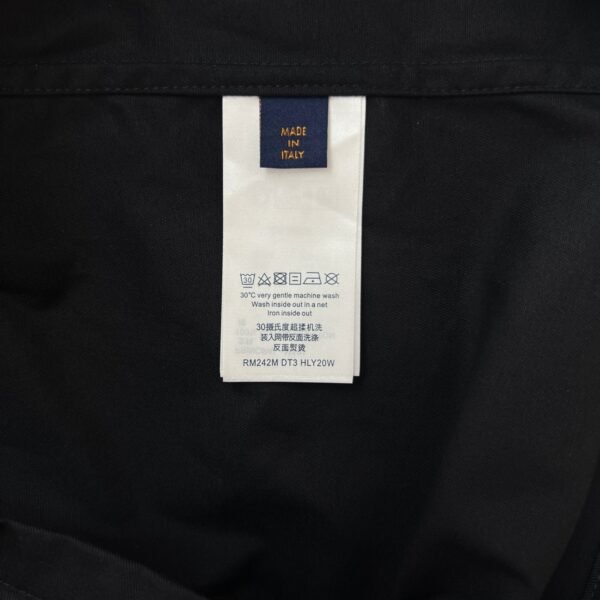 MADE
IN
ITALY
30
30°C very gentle machine wash
Wash inside out in a net
Iron inside out
30摄氏度超揉机洗
装入网带反面洗涤
反面熨烫
RM242M DT3 HLY20W